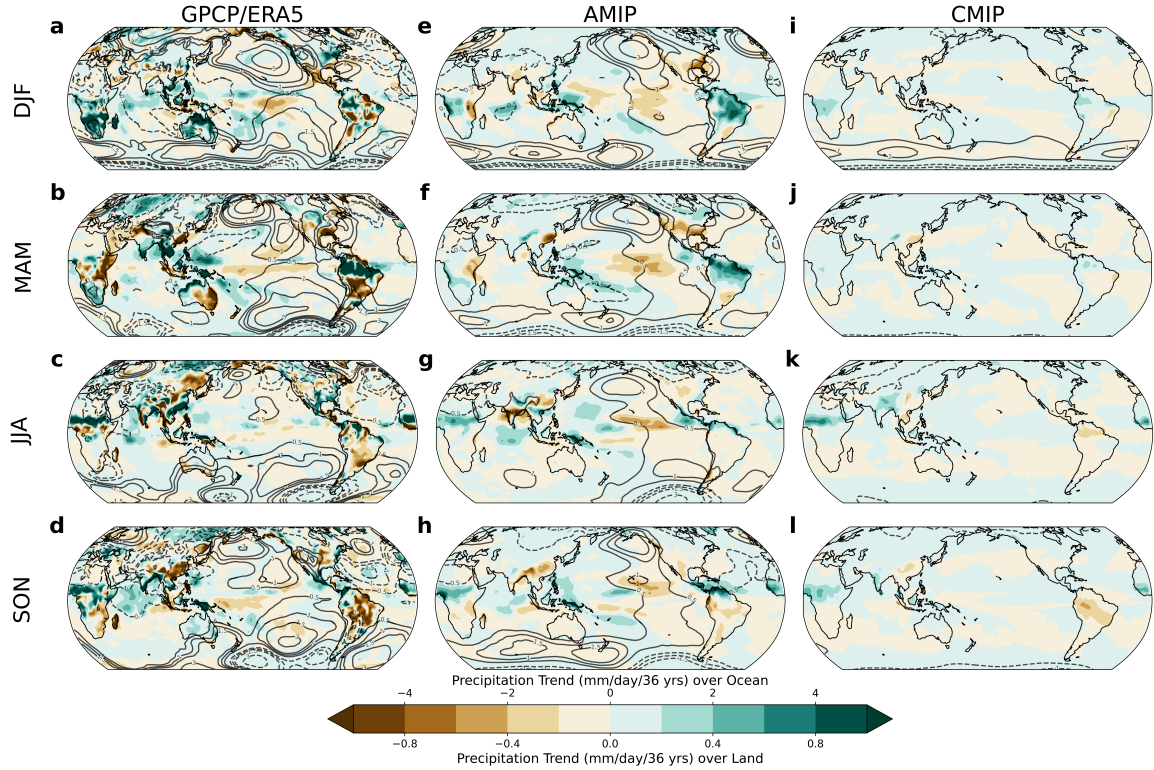 GPCP/ERA5 AMIP CMIP
a e i
DJF
b f j
MAM
c g k
JJA
d h l
SON
Precipitation Trend (mm/day/36 yrs) over Ocean
−4 −2 0 2 4
−0.8 −0.4 0.0 0.4 0.8
Precipitation Trend (mm/day/36 yrs) over Land